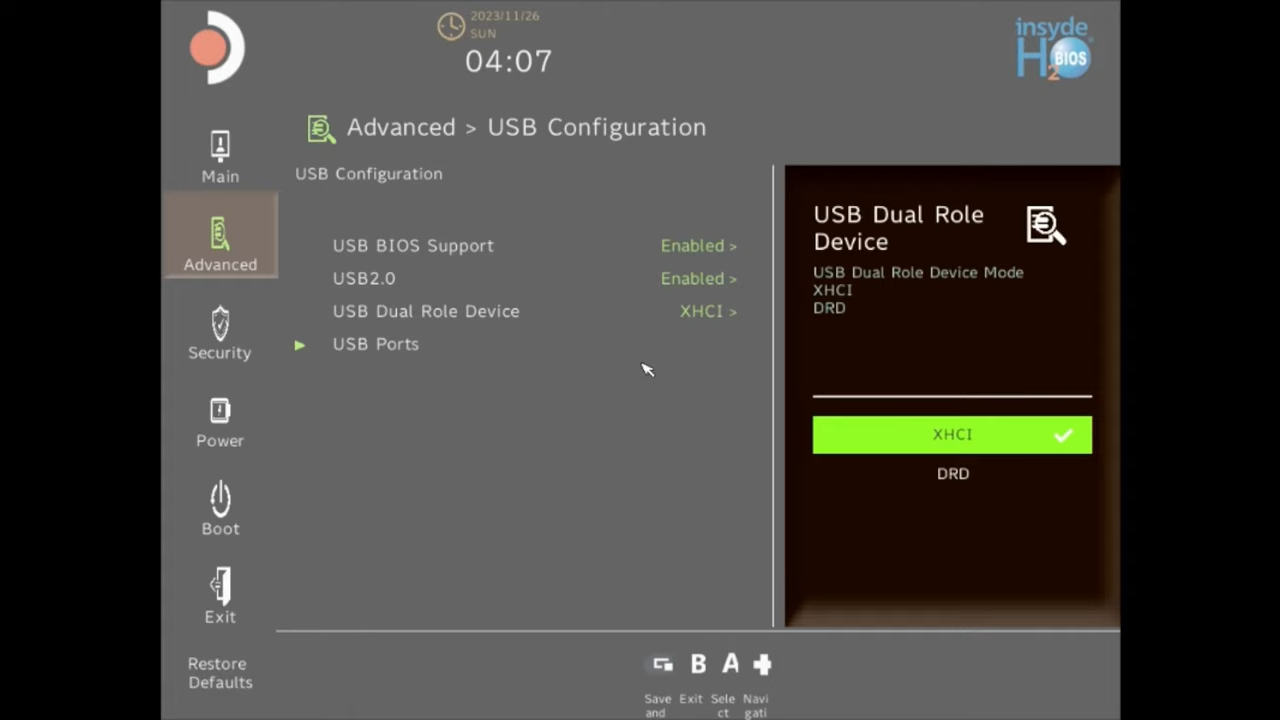 2023/11/26
SUN
04:07
insyde
H2O BIOS
Advanced > USB Configuration
Main
Advanced
Security
Power
Boot
Exit
Restore
Defaults
USB Configuration
USB BIOS Support Enabled >
USB2.0 Enabled >
USB Dual Role Device XHCI >
USB Ports
USB Dual Role
Device
USB Dual Role Device Mode
XHCI
DRD
XHCI
DRD
B A
Save Exit Sele Navi
and ct gati